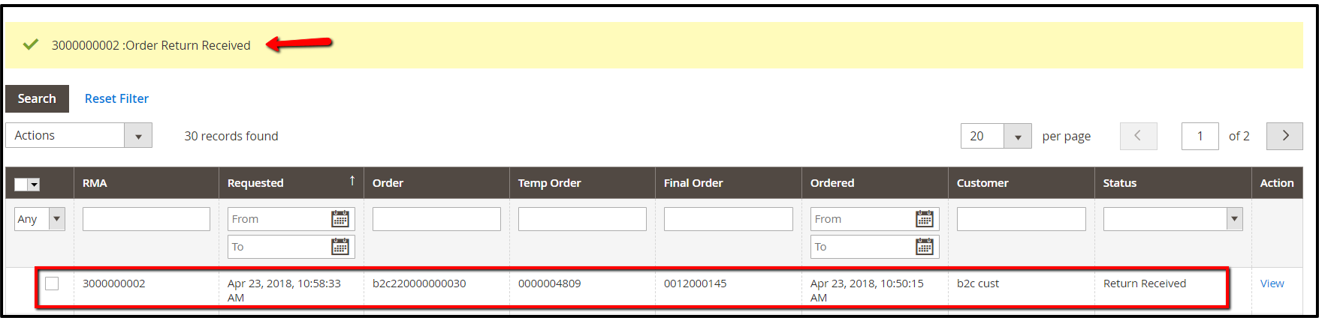 3000000002 :Order Return Received
Search Reset Filter
Actions 30 records found 20 per page 1 of 2
RMA Requested ↑ Order Temp Order Final Order Ordered Customer Status Action
Any From From
To To
3000000002 Apr 23, 2018, 10:58:33 b2c220000000030 0000004809 0012000145 Apr 23, 2018, 10:50:15 b2c cust Return Received View
AM AM